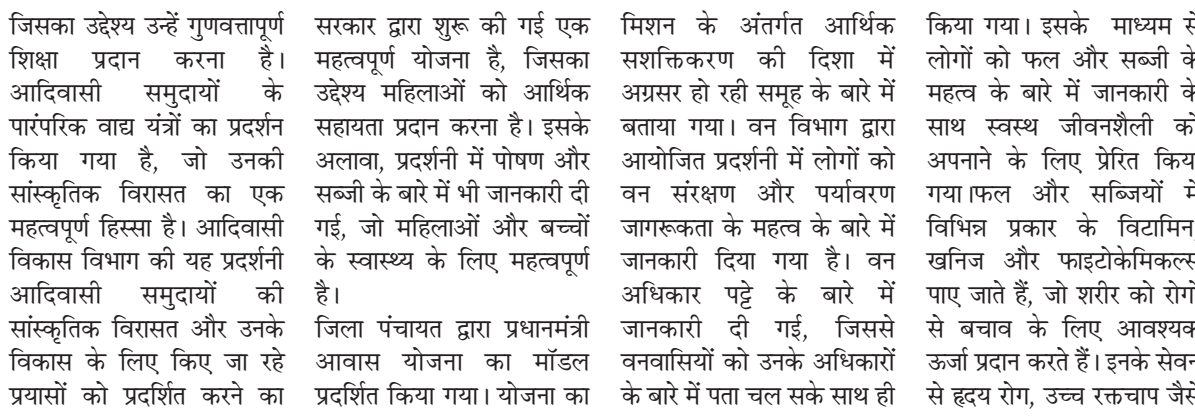 जिसका उद्देश्य उन्हें गुणवत्तापूर्ण
शिक्षा प्रदान करना है।
आदिवासी समुदायों के
पारंपरिक वाद्य यंत्रों का प्रदर्शन
किया गया है, जो उनकी
सांस्कृतिक विरासत का एक
महत्वपूर्ण हिस्सा है। आदिवासी
विकास विभाग की यह प्रदर्शनी
आदिवासी समुदायों की
सांस्कृतिक विरासत और उनके
विकास के लिए किए जा रहे
प्रयासों को प्रदर्शित करने का
सरकार द्वारा शुरू की गई एक
महत्वपूर्ण योजना है, जिसका
उद्देश्य महिलाओं को आर्थिक
सहायता प्रदान करना है। इसके
अलावा, प्रदर्शनी में पोषण और
सब्जी के बारे में भी जानकारी दी
गई, जो महिलाओं और बच्चों
के स्वास्थ्य के लिए महत्वपूर्ण
है।
जिला पंचायत द्वारा प्रधानमंत्री
आवास योजना का मॉडल
प्रदर्शित किया गया। योजना का
मिशन के अंतर्गत आर्थिक
सशक्तिकरण की दिशा में
अग्रसर हो रही समूह के बारे में
बताया गया। वन विभाग द्वारा
आयोजित प्रदर्शनी में लोगों को
वन संरक्षण और पर्यावरण
जागरूकता के महत्व के बारे में
जानकारी दिया गया है। वन
अधिकार पट्टे के बारे में
जानकारी दी गई, जिससे
वनवासियों को उनके अधिकारों
के बारे में पता चल सके साथ ही
किया गया। इसके माध्यम से
लोगों को फल और सब्जी के
महत्व के बारे में जानकारी के
साथ स्वस्थ जीवनशैली को
अपनाने के लिए प्रेरित किया
गया।फल और सब्जियों में
विभिन्न प्रकार के विटामिन,
खनिज और फाइटोकेमिकल्स
पाए जाते हैं, जो शरीर को रोगों
से बचाव के लिए आवश्यक
ऊर्जा प्रदान करते हैं। इनके सेवन
से हृदय रोग, उच्च रक्तचाप जैसे